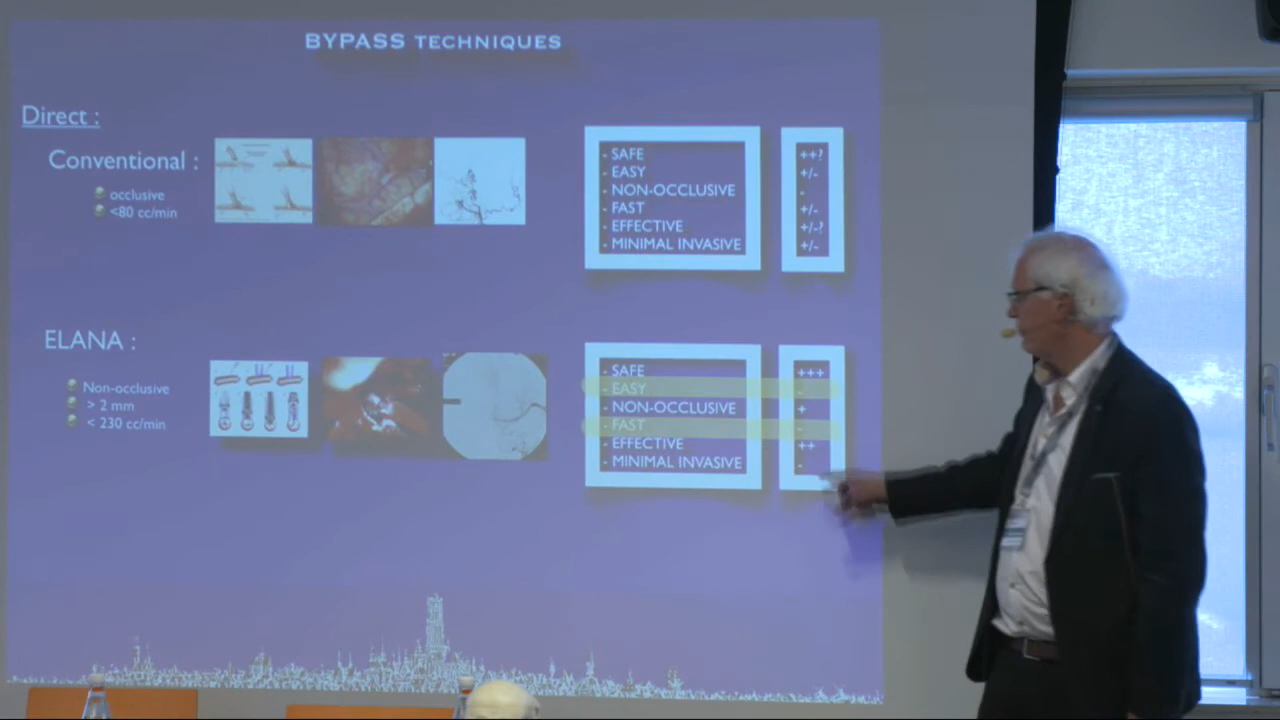 BYPASS TECHNIQUES
Direct :
Conventional :
occlusive
<80 cc/min
- SAFE ++?
- EASY +/-
- NON-OCCLUSIVE -
- FAST +/-
- EFFECTIVE +/-?
- MINIMAL INVASIVE +/-
ELANA :
Non-occlusive
> 2 mm
< 230 cc/min
- SAFE +++
- EASY -
- NON-OCCLUSIVE +
- FAST -
- EFFECTIVE ++
- MINIMAL INVASIVE -